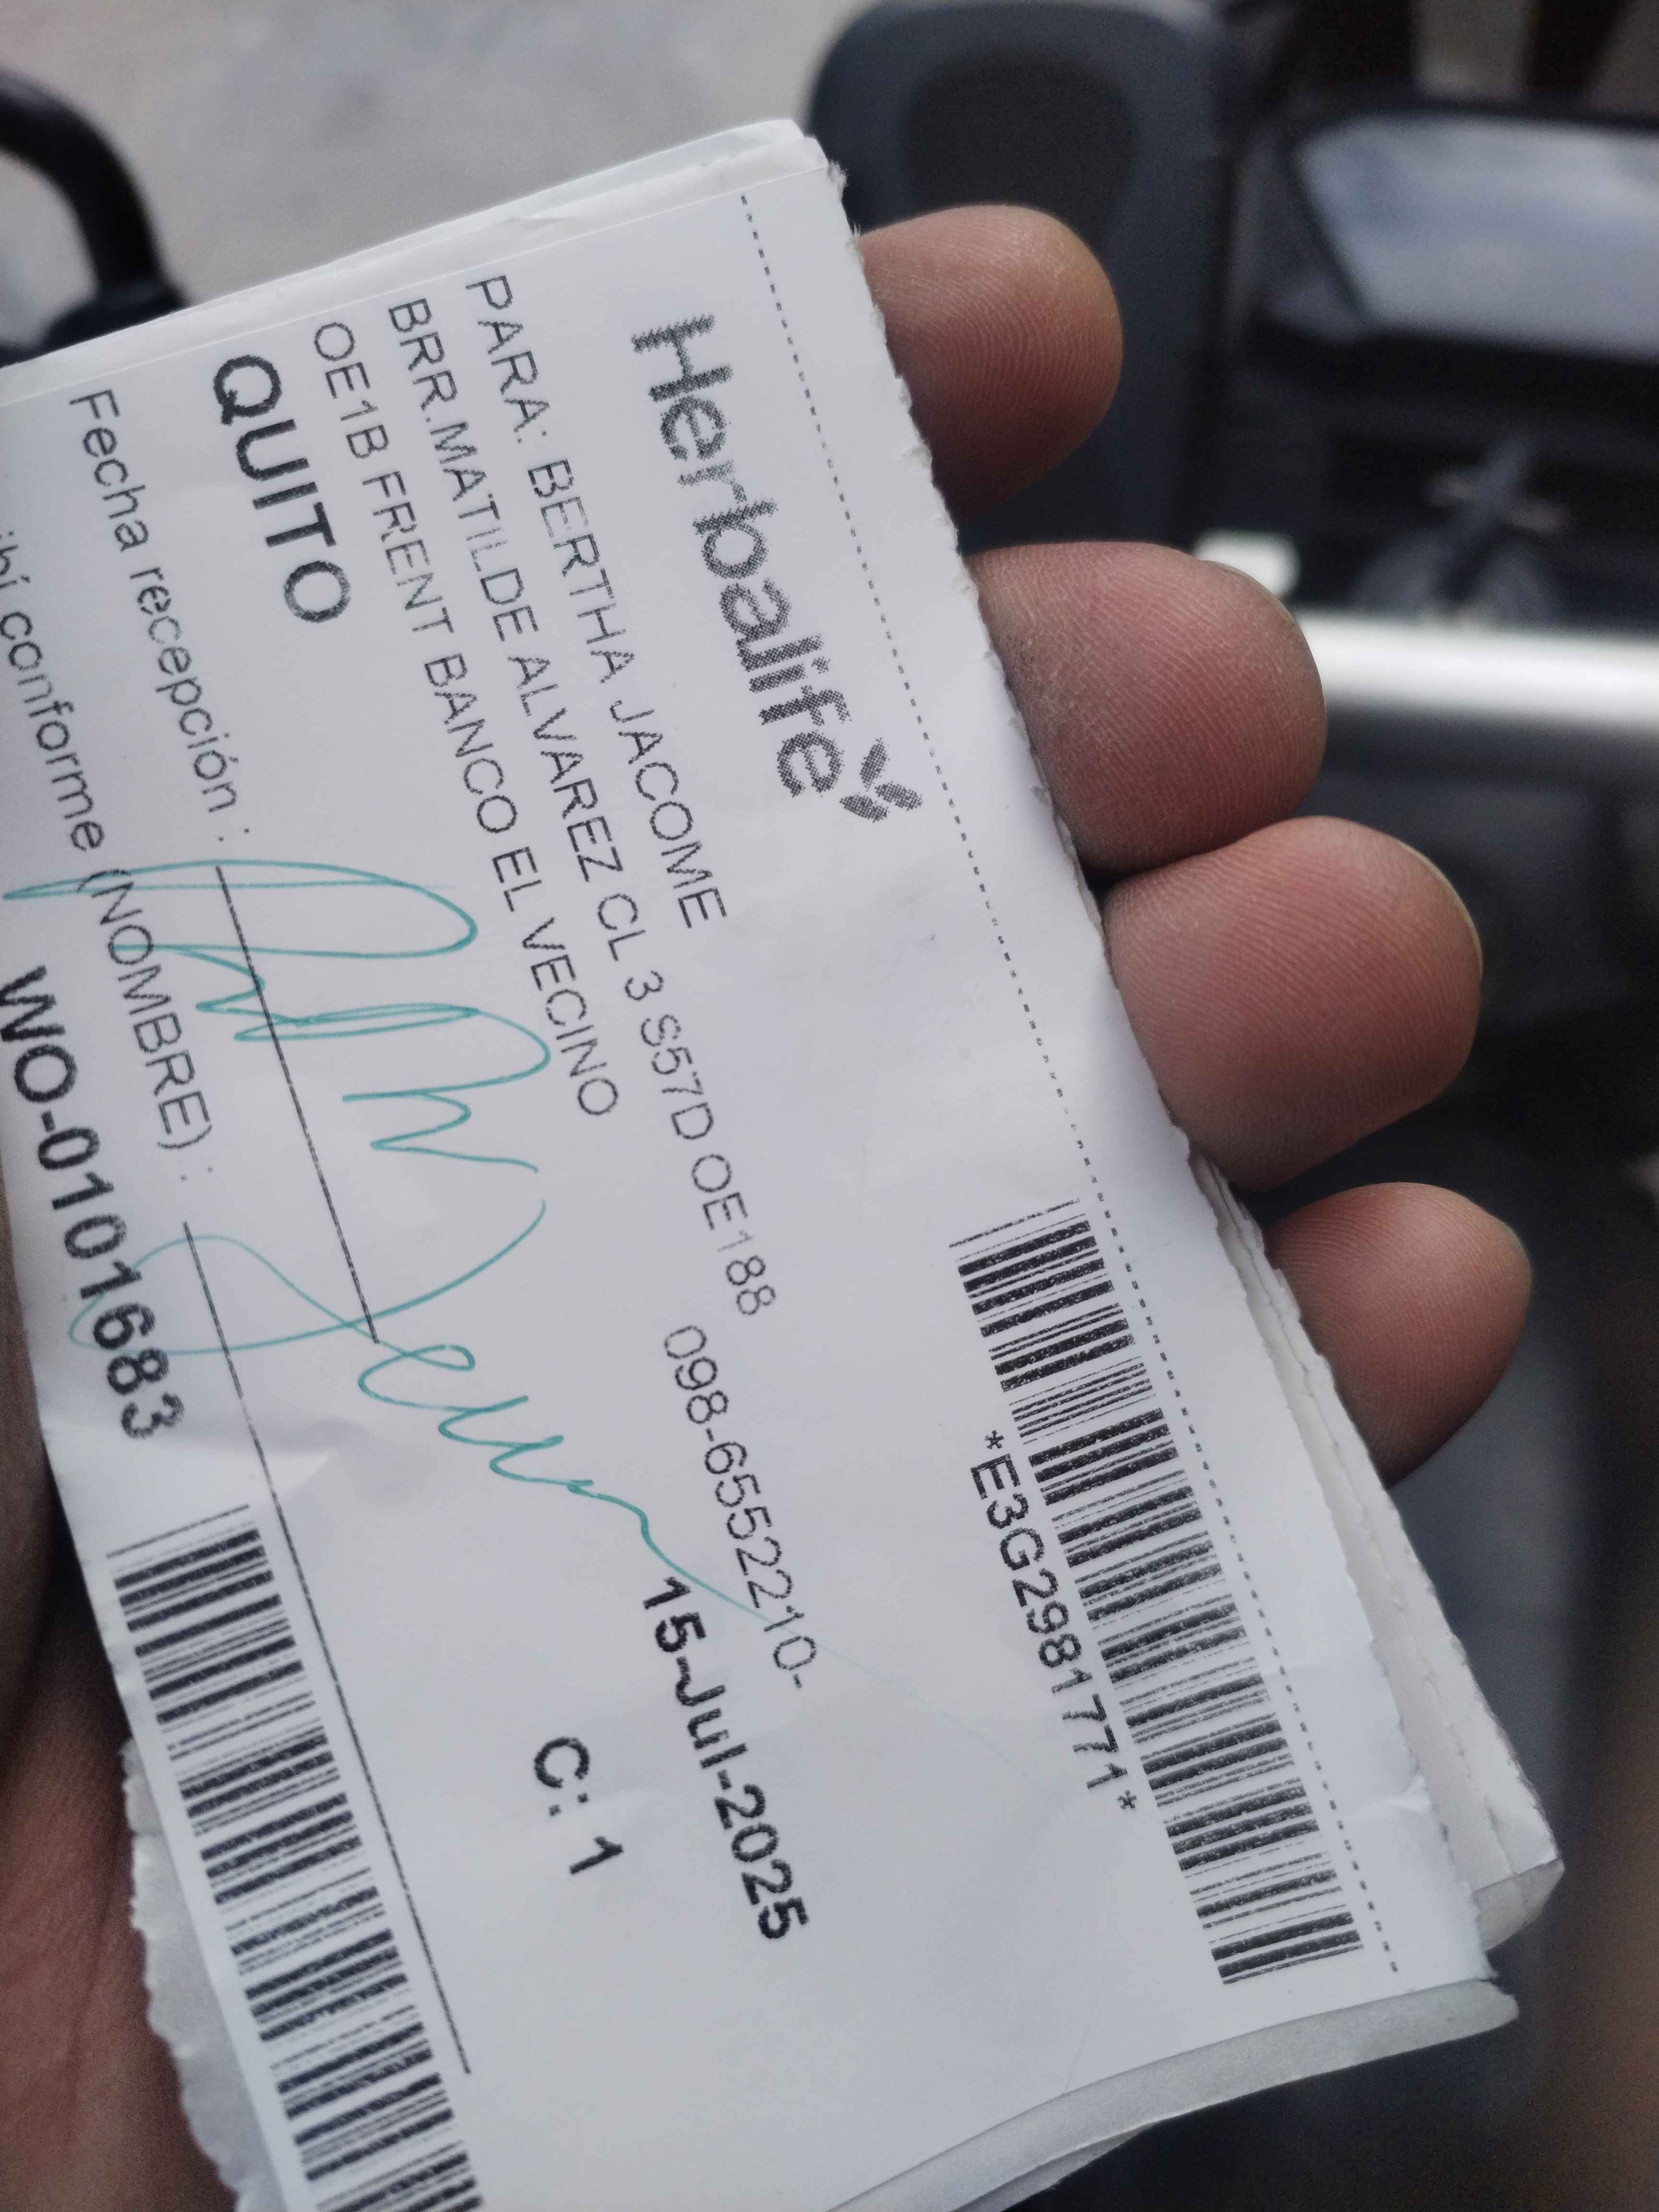 Herbalife
*E3G2981771*
PARA: BERTHA JACOME
BRR.MATILDE ALVAREZ CL 3 S57D OE188 098-6552210-
OE1B FRENT BANCO EL VECINO 15-Jul-2025
QUITO C: 1
Fecha recepción :
ibí conforme (NOMBRE) :
WO-0101683